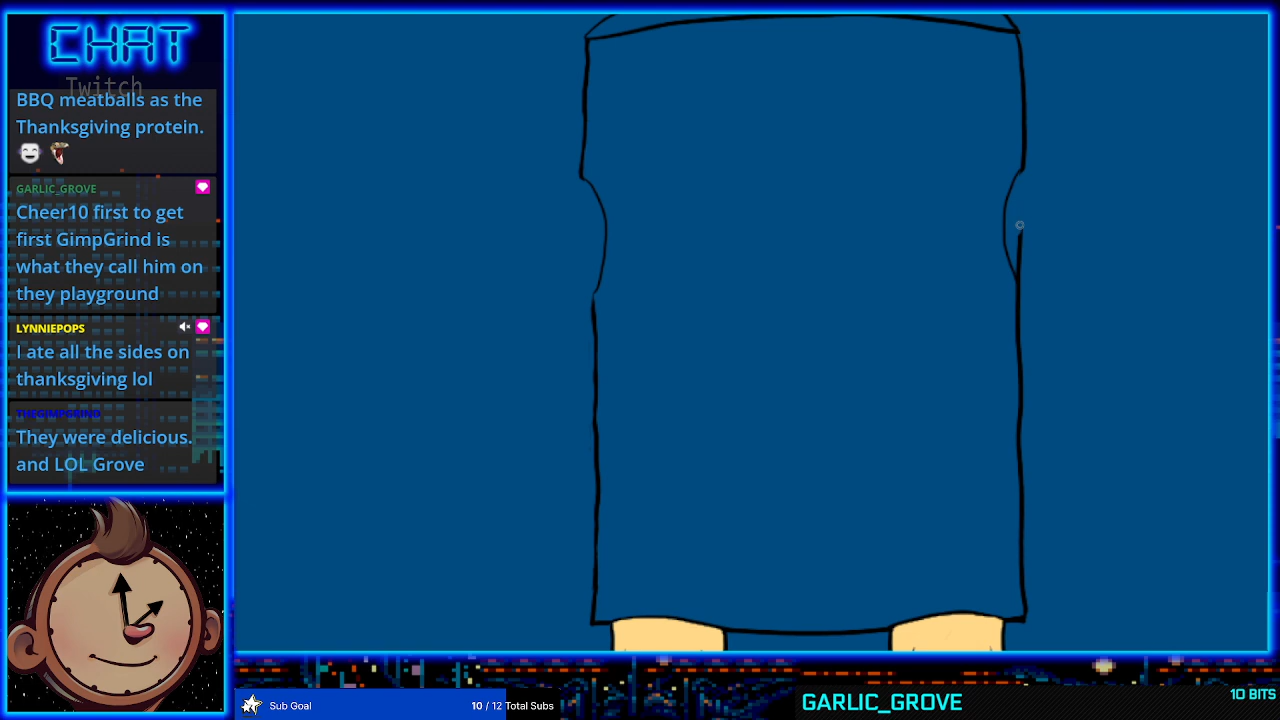 CHAT
Twitch
BBQ meatballs as the
Thanksgiving protein.
GARLIC_GROVE
Cheer10 first to get
first GimpGrind is
what they call him on
they playground
LYNNIEPOPS
I ate all the sides on
thanksgiving lol
THEGIMPGRIND
They were delicious.
and LOL Grove
Sub Goal
10 / 12 Total Subs
GARLIC_GROVE
10 BITS